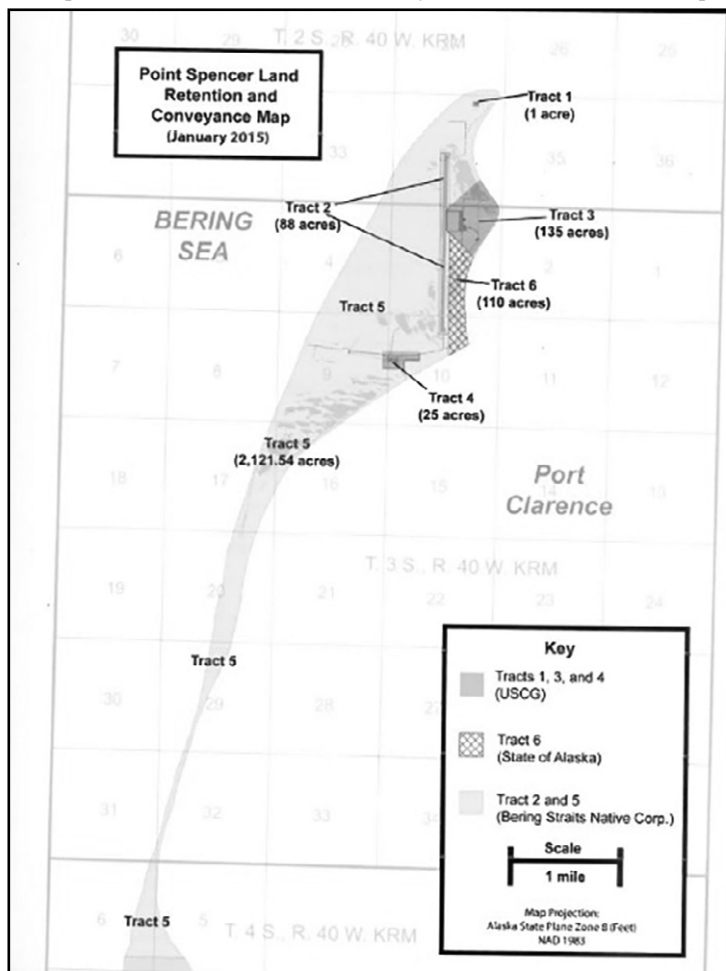 T. 2 S., R. 40 W. KRM
30
29
26
25
Point Spencer Land
Retention and
Conveyance Map
(January 2015)
Tract 1
(1 acre)
33
35
36
Tract 2
(88 acres)
BERING
SEA
Tract 3
(135 acres)
6
5
4
2
1
Tract 6
(110 acres)
Tract 5
7
8
9
10
11
12
Tract 4
(25 acres)
Tract 5
(2,121.54 acres)
18
17
16
15
14
13
Port
Clarence
T. 3 S., R. 40 W. KRM
19
20
21
22
23
24
Tract 5
30
29
28
Key
Tracts 1, 3, and 4
(USCG)
Tract 6
(State of Alaska)
Tract 2 and 5
(Bering Straits Native Corp.)
31
32
33
Scale
1 mile
Map Projection:
Alaska State Plane Zone 8 (Feet)
NAD 1983
6
Tract 5
5
T. 4 S., R. 40 W. KRM